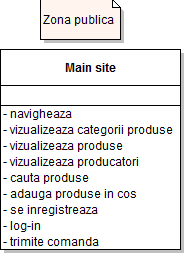 Zona publica
Main site
- navigheaza
- vizualizeaza categorii produse
- vizualizeaza produse
- vizualizeaza producatori
- cauta produse
- adauga produse in cos
- se inregistreaza
- log-in
- trimite comanda